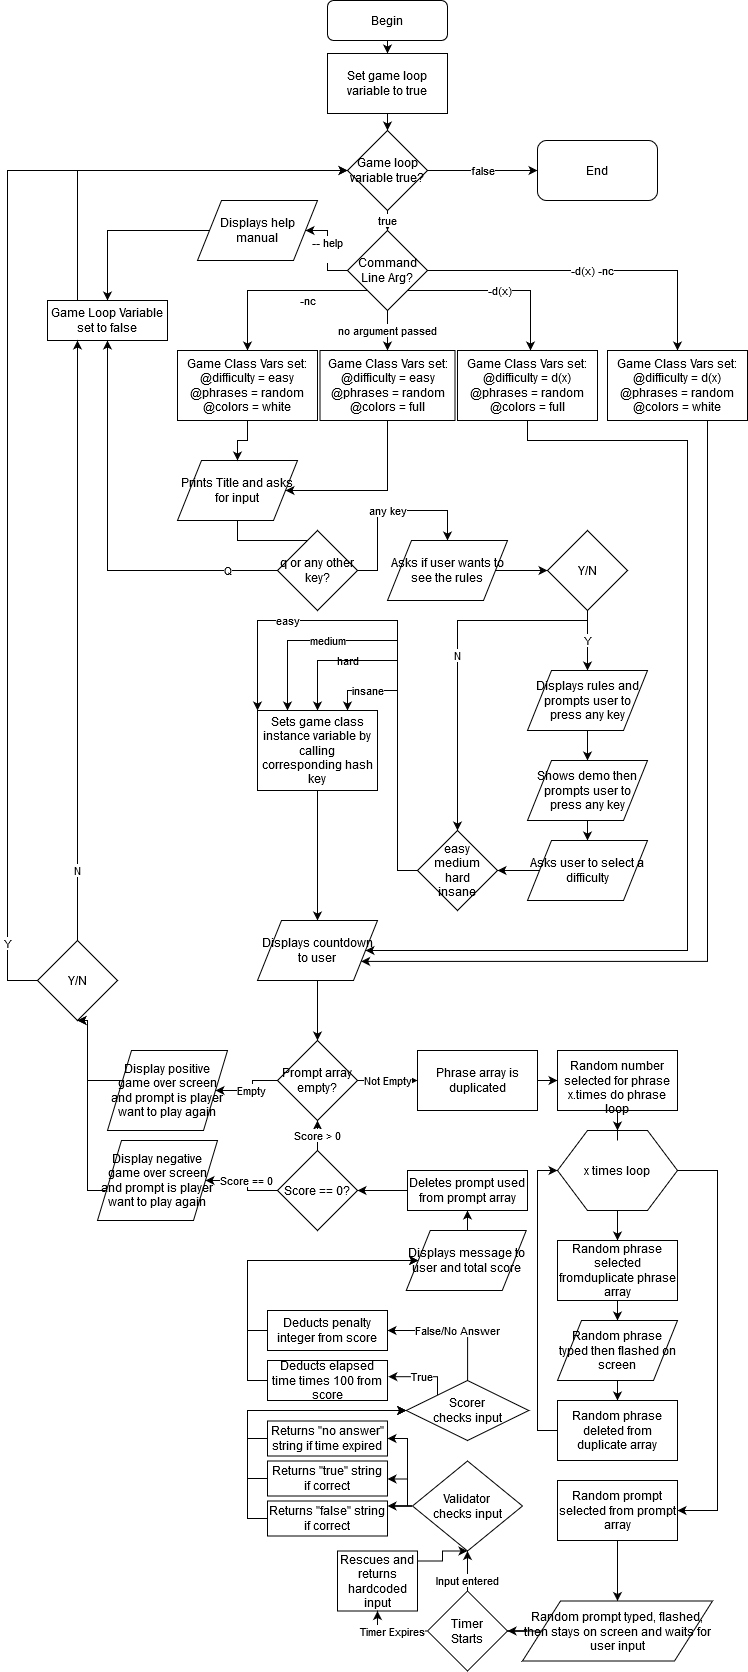 Begin
Set game loop
variable to true
Game loop
variable true?
false
End
true
Displays help
manual
-- help
Command
Line Arg?
-d(x) -nc
-nc
-d(x)
Game Loop Variable
set to false
no argument passed
Game Class Vars set:
@difficulty = easy
@phrases = random
@colors = white
Game Class Vars set:
@difficulty = easy
@phrases = random
@colors = full
Game Class Vars set:
@difficulty = d(x)
@phrases = random
@colors = full
Game Class Vars set:
@difficulty = d(x)
@phrases = random
@colors = white
Prints Title and asks
for input
any key
q or any other
key?
Q
Asks if user wants to
see the rules
Y/N
easy
medium
hard
insane
N
Y
Displays rules and
prompts user to
press any key
Sets game class
instance variable by
calling
corresponding hash
key
Shows demo then
prompts user to
press any key
easy
medium
hard
insane
Asks user to select a
difficulty
N
Y
Y/N
Displays countdown
to user
Display positive
game over screen
and prompt is player
want to play again
Empty
Prompt array
empty?
Not Empty
Phrase array is
duplicated
Random number
selected for phrase
x.times do phrase
loop
Score > 0
Display negative
game over screen
and prompt is player
want to play again
Score == 0
Score == 0?
Deletes prompt used
from prompt array
x times loop
Displays message to
user and total score
Random phrase
selected
fromduplicate phrase
array
Deducts penalty
integer from score
False/No Answer
Random phrase
typed then flashed on
screen
Deducts elapsed
time times 100 from
score
True
Scorer
checks input
Random phrase
deleted from
duplicate array
Returns "no answer"
string if time expired
Returns "true" string
if correct
Returns "false" string
if correct
Validator
checks input
Random prompt
selected from prompt
array
Rescues and
returns
hardcoded
input
Input entered
Timer Expires
Timer
Starts
Random prompt typed, flashed,
then stays on screen and waits for
user input